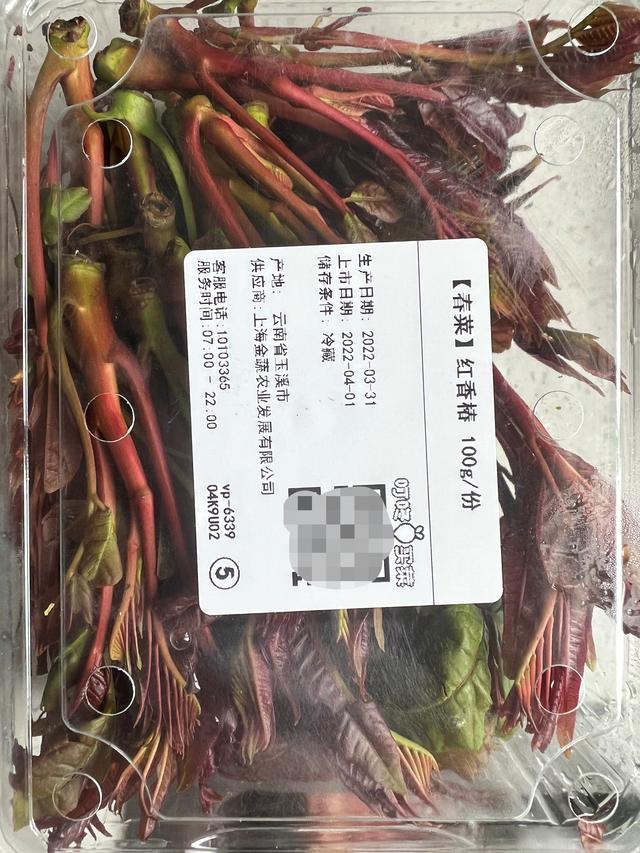 【春菜】红香椿 100g/份
生产日期: 2022-03-31
上市日期: 2022-04-01
储存条件: 冷藏
叮咚买菜
产地: 云南省玉溪市
供应商:上海金蔬农业发展有限公司
客服电话:10103365
服务时间:07:00 - 22:00
vp-6339
04K9U02
5